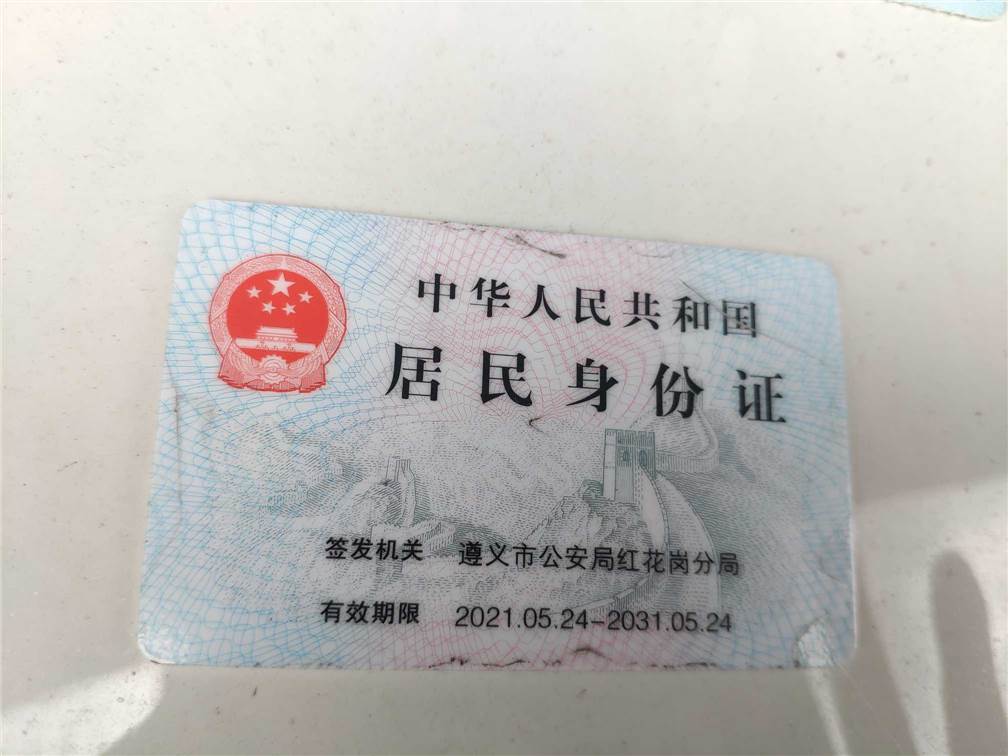 中华人民共和国
居民身份证
签发机关 遵义市公安局红花岗分局
有效期限 2021.05.24-2031.05.24